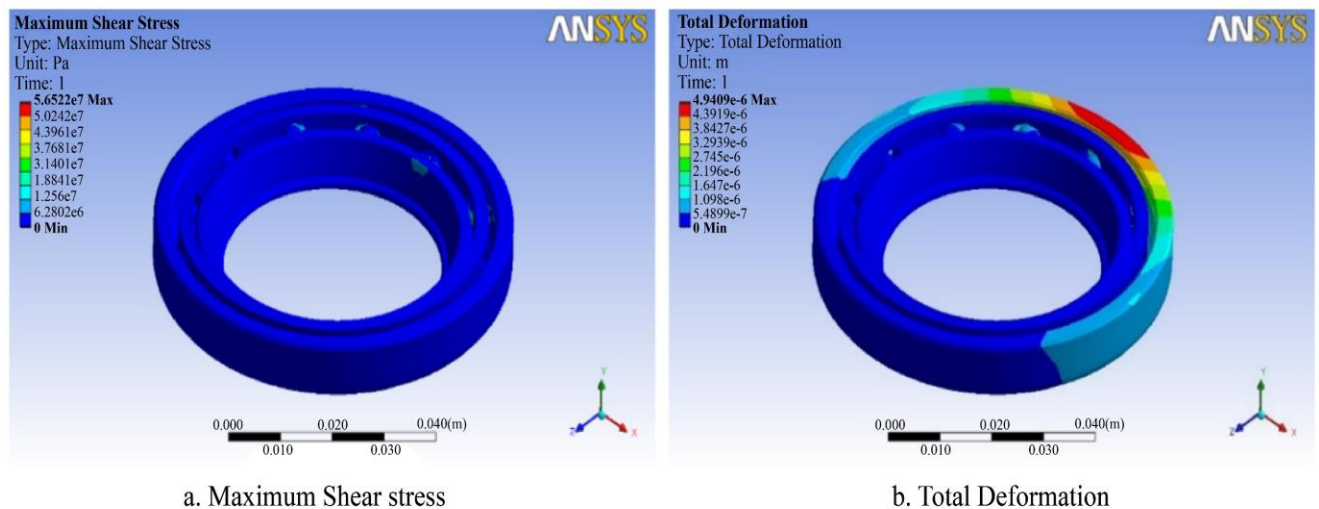 Maximum Shear Stress
Type: Maximum Shear Stress
Unit: Pa
Time: 1
5.6522e7 Max
5.0242e7
4.3961e7
3.7681e7
3.1401e7
1.8841e7
1.256e7
6.2802e6
0 Min
ANSYS
0.000
0.020
0.040(m)
0.010
0.030
Y
Z
X
a. Maximum Shear stress
Total Deformation
Type: Total Deformation
Unit: m
Time: 1
4.9409e-6 Max
4.3919e-6
3.8427e-6
3.2939e-6
2.745e-6
2.196e-6
1.647e-6
1.098e-6
5.4899e-7
0 Min
ANSYS
0.000
0.020
0.040(m)
0.010
0.030
Y
Z
X
b. Total Deformation